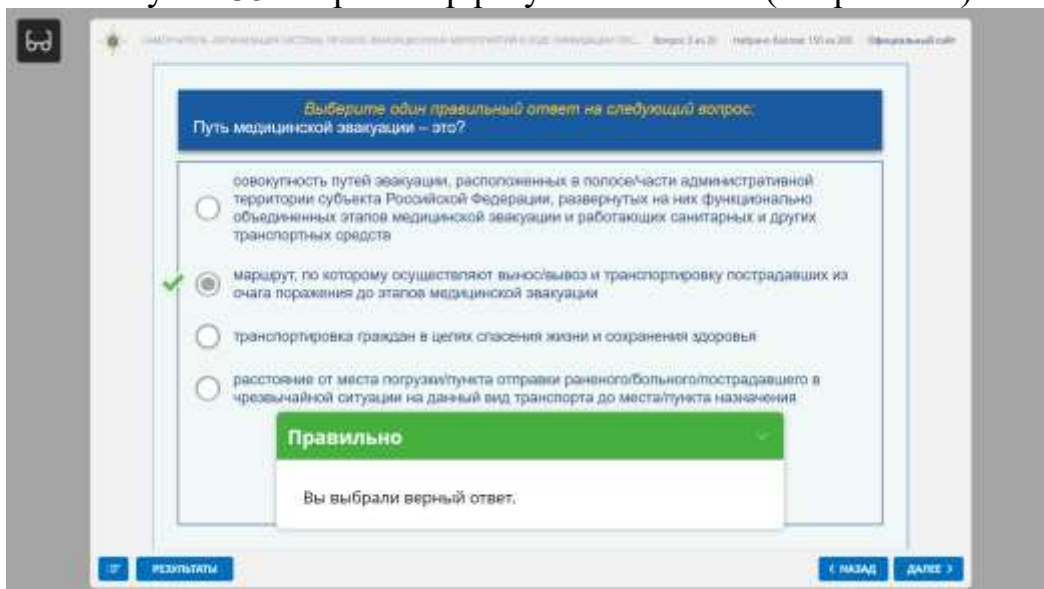 Официальный сайт
Выберите один правильный ответ на следующий вопрос:
Путь медицинской эвакуации – это?
совокупность путей эвакуации, расположенных в полосе/части административной
территории субъекта Российской Федерации, развернутых на них функционально
объединенных этапов медицинской эвакуации и работающих санитарных и других
транспортных средств
маршрут, по которому осуществляют вынос/вывоз и транспортировку пострадавших из
очага поражения до этапов медицинской эвакуации
транспортировка граждан в целях спасения жизни и сохранения здоровья
расстояние от места погрузки/пункта отправки раненого/больного/пострадавшего в
чрезвычайной ситуации на данный вид транспорта до места/пункта назначения
Правильно
Вы выбрали верный ответ.
РЕЗУЛЬТАТЫ
НАЗАД ДАЛЕЕ